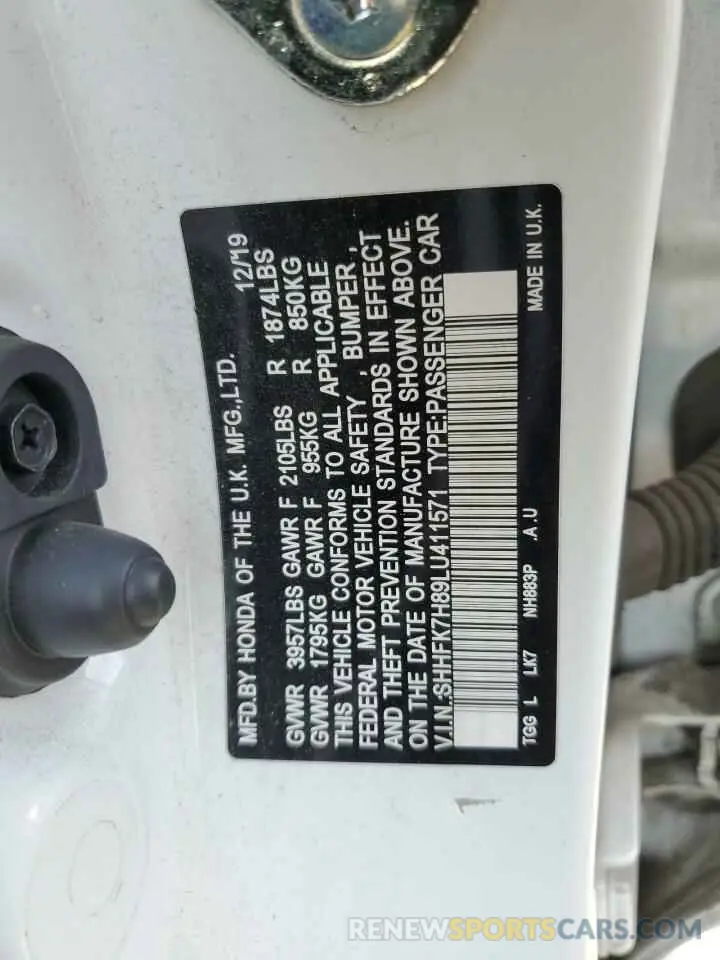 MFD.BY HONDA OF THE U.K. MFG.,LTD. 12/19
GVWR 3957LBS GAWR F 2105LBS R 1874LBS
GVWR 1795KG GAWR F 955KG R 850KG
THIS VEHICLE CONFORMS TO ALL APPLICABLE
FEDERAL MOTOR VEHICLE SAFETY , BUMPER ,
AND THEFT PREVENTION STANDARDS IN EFFECT
ON THE DATE OF MANUFACTURE SHOWN ABOVE.
V.I.N.:SHHFK7H89LU411571 TYPE:PASSENGER CAR
TGG L LK7 NH883P .A.U MADE IN U.K.
RENEWSPORTSCARS.COM